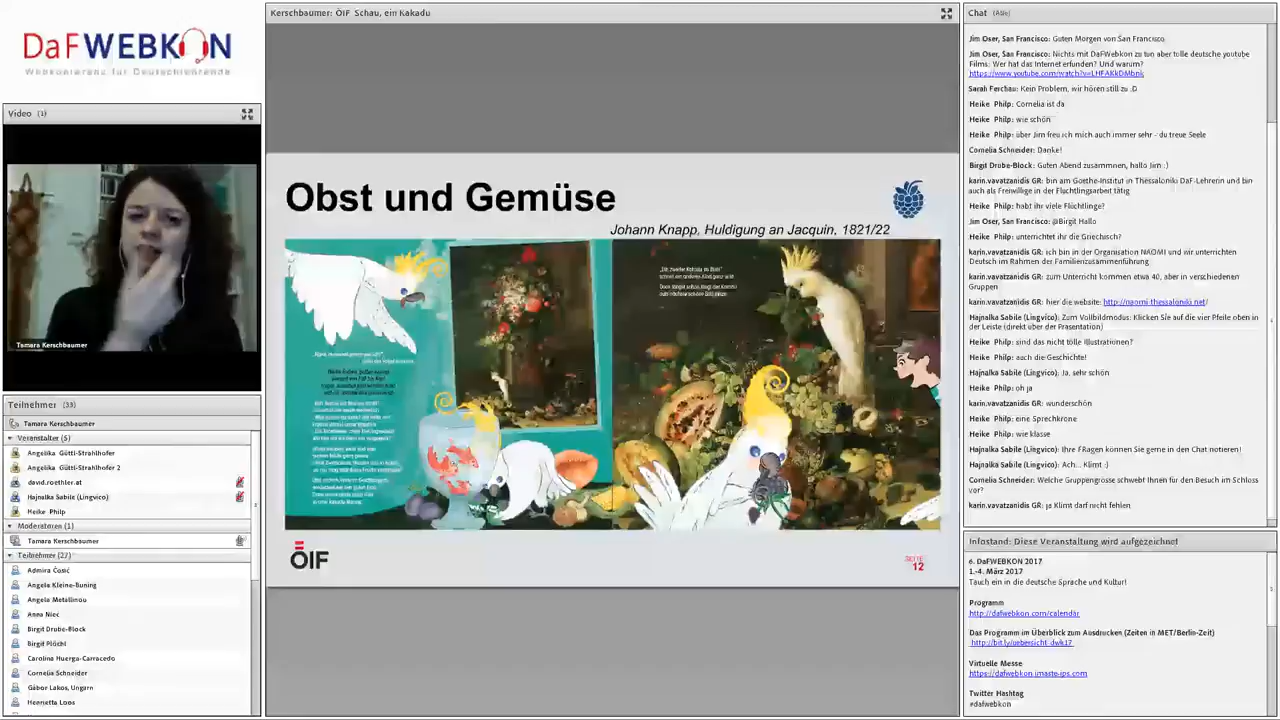 DaFWEBKON
Webkonferenz für Deutschlehrende
Video (1)
Tamara Kerschbaumer
Teilnehmer (33)
Tamara Kerschbaumer
Veranstalter (5)
Angelika Güttl-Strahlhofer
Angelika Güttl-Strahlhofer 2
david.roethler.at
Hajnalka Sabile (Lingvico)
Heike Philp
Moderatoren (1)
Tamara Kerschbaumer
Teilnehmer (27)
Admira Ćosić
Angela Kleine-Büning
Angela Metallinou
Anna Niec
Birgit Drube-Block
Birgit Plöchl
Carolina Huerga-Carracedo
Cornelia Schneider
Gábor Lakos, Ungarn
Henrietta Loos
Kerschbaumer: ÖIF Schau, ein Kakadu
Obst und Gemüse
Johann Knapp, Huldigung an Jacquin, 1821/22
ÖIF
SEITE
12
Chat (Alle)
Jim Oser, San Francisco: Guten Morgen von San Francisco
Jim Oser, San Francisco: Nichts mit DaFWebkon zu tun aber tolle deutsche youtube
Films: Wer hat das Internet erfunden? Und warum?
https://www.youtube.com/watch?v=LHFAKkDMbnk
Sarah Ferchau: Kein Problem, wir hören still zu :D
Heike Philp: Cornelia ist da
Heike Philp: wie schön
Heike Philp: über Jim freu ich mich auch immer sehr - du treue Seele
Cornelia Schneider: Danke!
Birgit Drube-Block: Guten Abend zusammnen, hallo Jim :)
karin.vavatzanidis GR: bin am Goethe-Institut in Thessaloniki DaF-Lehrerin und bin
auch als Freiwillige in der Fluchtlingsarbeit tätig
Heike Philp: habt ihr viele Flüchtlinge?
Jim Oser, San Francisco: @Birgit Hallo
Heike Philp: unterrichtet ihr die Griechisch?
karin.vavatzanidis GR: ich bin in der Organisation NAOMI und wir unterrichten
Deutsch im Rahmen der Familienzusammenführung
karin.vavatzanidis GR: zum Unterricht kommen etwa 40, aber in verschiedenen
Gruppen
karin.vavatzanidis GR: hier die website: http://naomi-thessaloniki.net/
Hajnalka Sabile (Lingvico): Zum Vollbildmodus: Klicken Sie auf die vier Pfeile oben in
der Leiste (direkt über der Präsentation)
Heike Philp: sind das nicht tölle Illustrationen?
Heike Philp: auch die Geschichte!
Hajnalka Sabile (Lingvico): Ja, sehr schön
Heike Philp: oh ja
karin.vavatzanidis GR: wunderschön
Heike Philp: eine Sprechkrone
Heike Philp: wie klasse
Hajnalka Sabile (Lingvico): Ihre FRagen können Sie gerne in den Chat notieren!
Hajnalka Sabile (Lingvico): Ach... Klimt :)
Cornelia Schneider: Welche Gruppengrösse schwebt Ihnen für den Besuch im Schloss
vor?
karin.vavatzanidis GR: ja Klimt darf nicht fehlen
Infostand: Diese Veranstaltung wird aufgezeichnet
6. DaFWEBKON 2017
1.-4. März 2017
Tauch ein in die deutsche Sprache und Kultur!
Programm
http://dafwebkon.com/calendar
Das Programm im Überblick zum Ausdrucken (Zeiten in MET/Berlin-Zeit)
http://bit.ly/uebersicht_dwk17
Virtuelle Messe
https://dafwebkon.imaste-ips.com
Twitter Hashtag
#dafwebkon